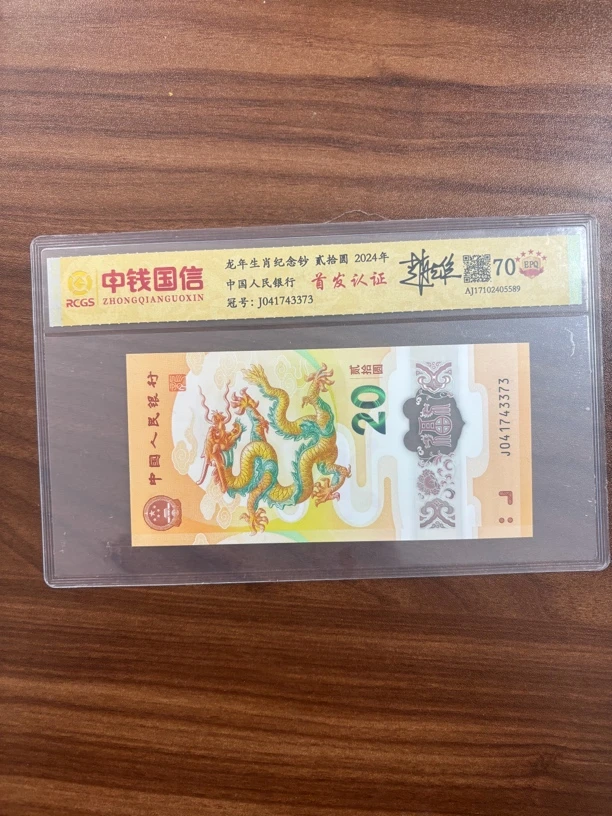 RCGS
中钱国信
ZHONGQIANGUOXIN
龙年生肖纪念钞 贰拾圆 2024年
中国人民银行 首发认证
冠号：J041743373
70
EPQ
AJ17102405589
中国人民银行
贰拾圆
20
J041743373